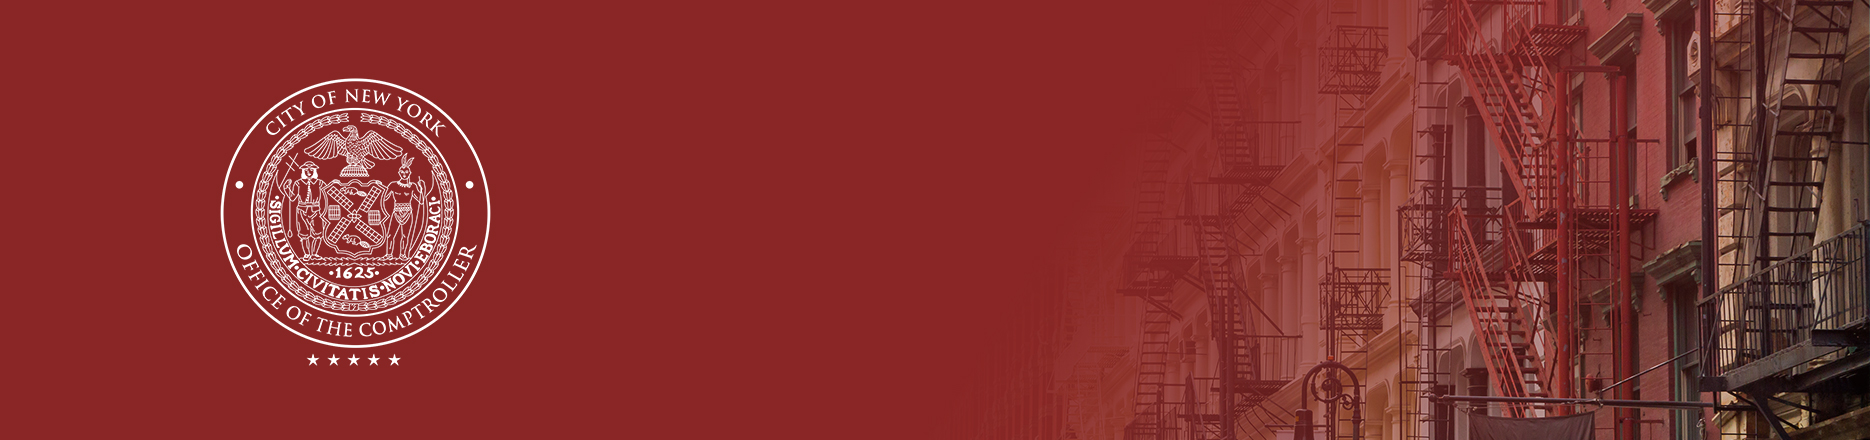 CITY OF NEW YORK
SIGILLUM·CIVITATIS·NOVI·EBORACI
·1625·
OFFICE OF THE COMPTROLLER